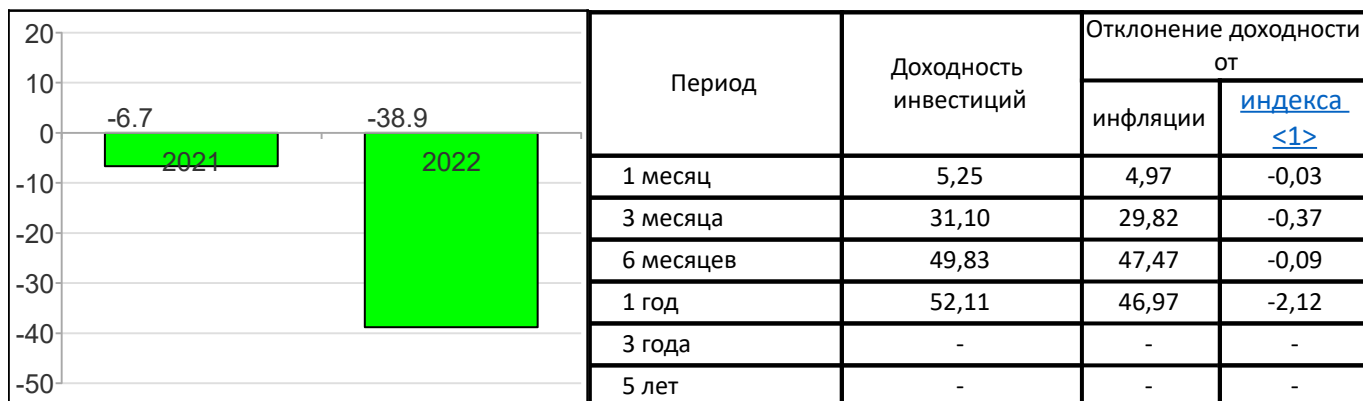 20
10
0
-10
-20
-30
-40
-50
-6.7
-38.9
2021
2022
Период
Доходность
инвестиций
Отклонение доходности
от
инфляции
индекса
<1>
1 месяц 5,25 4,97 -0,03
3 месяца 31,10 29,82 -0,37
6 месяцев 49,83 47,47 -0,09
1 год 52,11 46,97 -2,12
3 года - - -
5 лет - - -